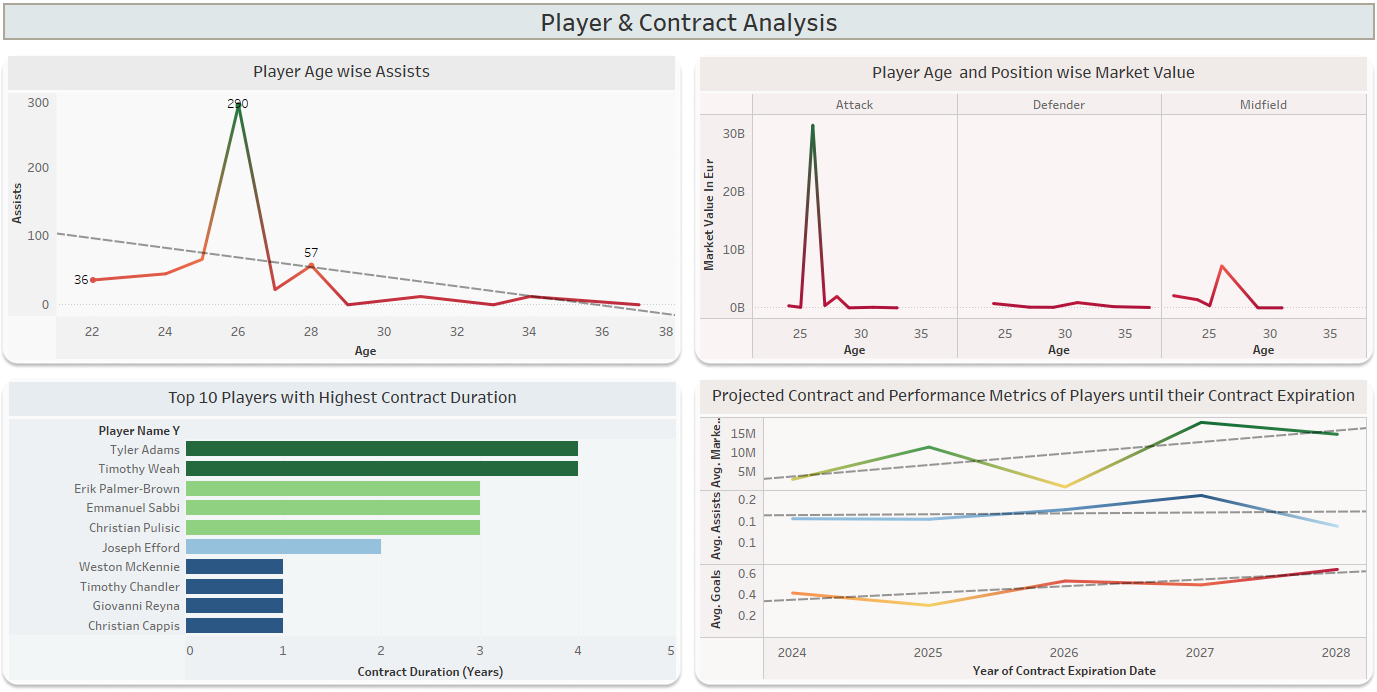 Player & Contract Analysis
Player Age wise Assists
300
200
100
0
Assists
290
36
57
22 24 26 28 30 32 34 36 38
Age
Player Age and Position wise Market Value
Attack Defender Midfield
30B
20B
10B
0B
Market Value In Eur
25 30 35 25 30 35 25 30 35
Age Age Age
Top 10 Players with Highest Contract Duration
Player Name Y
Tyler Adams
Timothy Weah
Erik Palmer-Brown
Emmanuel Sabbi
Christian Pulisic
Joseph Efford
Weston McKennie
Timothy Chandler
Giovanni Reyna
Christian Cappis
0 1 2 3 4 5
Contract Duration (Years)
Projected Contract and Performance Metrics of Players until their Contract Expiration
Avg. Marke..
15M
10M
5M
Avg. Assists
0.2
0.1
0.1
Avg. Goals
0.6
0.4
0.2
2024 2025 2026 2027 2028
Year of Contract Expiration Date